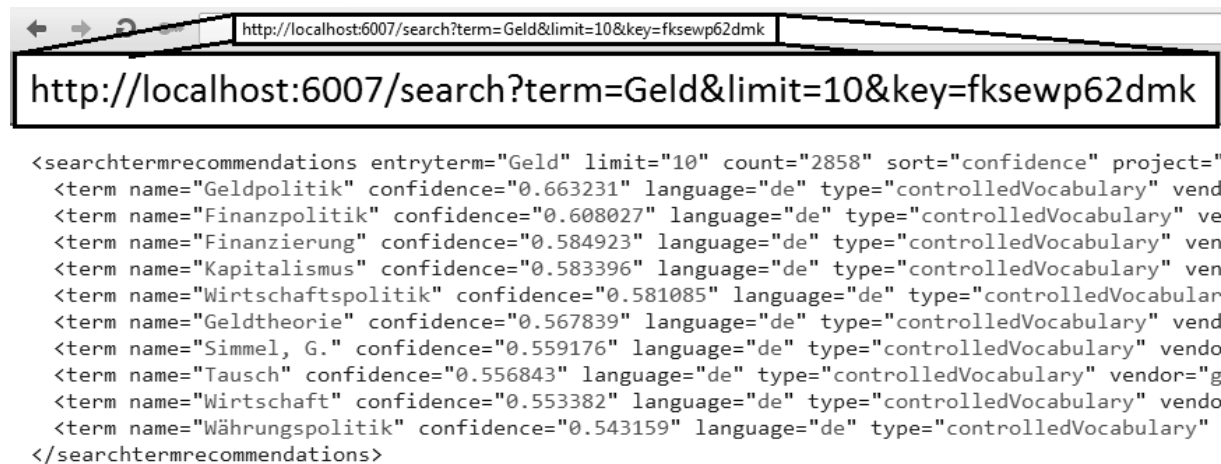 http://localhost:6007/search?term=Geld&limit=10&key=fksewp62dmk
http://localhost:6007/search?term=Geld&limit=10&key=fksewp62dmk
<searchtermrecommendations entryterm="Geld" limit="10" count="2858" sort="confidence" project="
<term name="Geldpolitik" confidence="0.663231" language="de" type="controlledVocabulary" vend
<term name="Finanzpolitik" confidence="0.608027" language="de" type="controlledVocabulary" ve
<term name="Finanzierung" confidence="0.584923" language="de" type="controlledVocabulary" ven
<term name="Kapitalismus" confidence="0.583396" language="de" type="controlledVocabulary" ven
<term name="Wirtschaftspolitik" confidence="0.581085" language="de" type="controlledVocabular
<term name="Geldtheorie" confidence="0.567839" language="de" type="controlledVocabulary" vend
<term name="Simmel, G." confidence="0.559176" language="de" type="controlledVocabulary" vendo
<term name="Tausch" confidence="0.556843" language="de" type="controlledVocabulary" vendor="g
<term name="Wirtschaft" confidence="0.553382" language="de" type="controlledVocabulary" vendo
<term name="Währungspolitik" confidence="0.543159" language="de" type="controlledVocabulary"
</searchtermrecommendations>